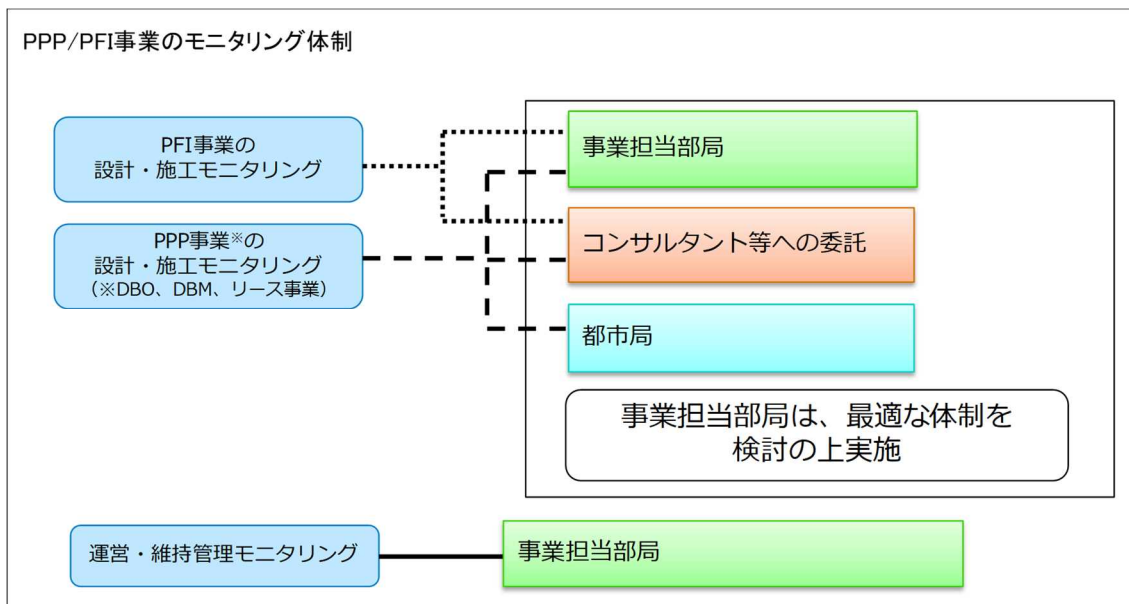 PPP/PFI事業のモニタリング体制
PFI事業の
設計・施工モニタリング
事業担当部局
コンサルタント等への委託
PPP事業※の
設計・施工モニタリング
（※DBO、DBM、リース事業）
都市局
事業担当部局は、最適な体制を
検討の上実施
運営・維持管理モニタリング
事業担当部局